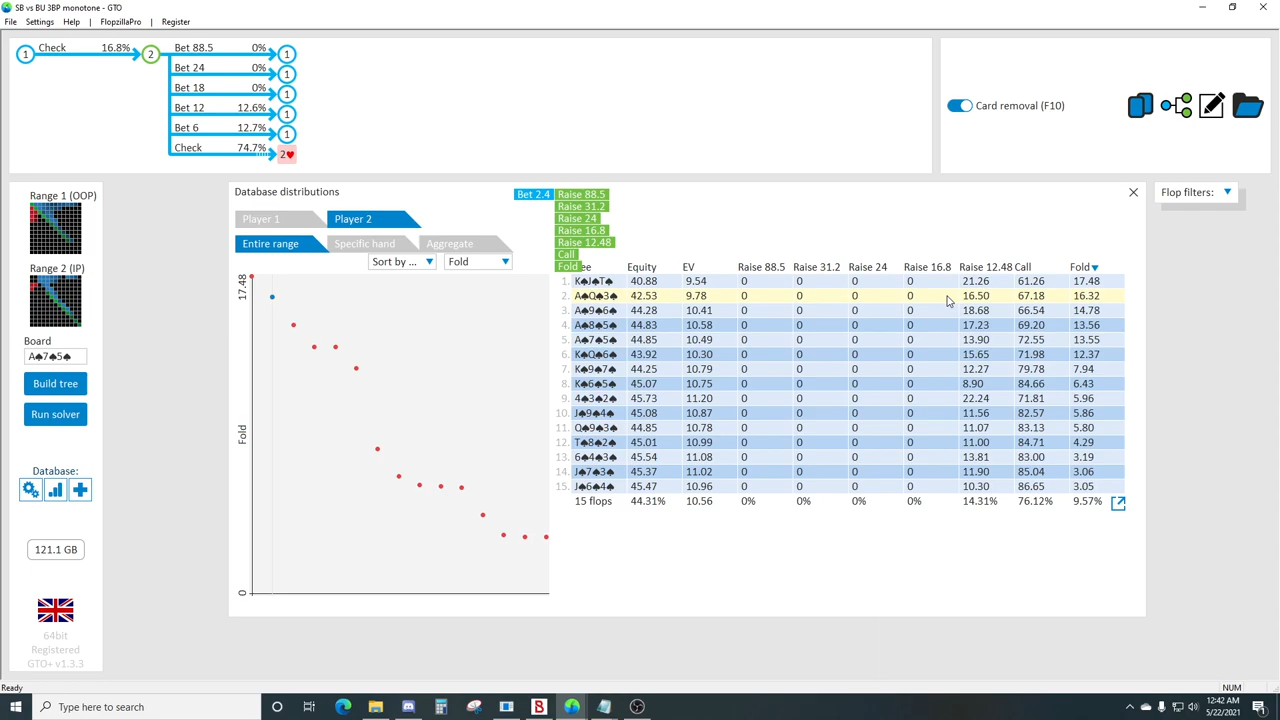 SB vs BU 3BP monotone - GTO
File Settings Help FlopzillaPro Register
1 Check 16.8% 2 Bet 88.5 0% 1
Bet 24 0% 1
Bet 18 0% 1
Bet 12 12.6% 1
Bet 6 12.7% 1
Check 74.7% 2♥
Card removal (F10)
Range 1 (OOP)
Range 2 (IP)
Board
A♠7♠5♠
Build tree
Run solver
Database:
121.1 GB
64bit
Registered
GTO+ v1.3.3
Database distributions
Player 1 Player 2
Entire range Specific hand Aggregate
Sort by ... Fold
Bet 2.4 Raise 88.5
Raise 31.2
Raise 24
Raise 16.8
Raise 12.48
Call
Fold
Flop filters:
ee Equity EV Raise 88.5 Raise 31.2 Raise 24 Raise 16.8 Raise 12.48 Call Fold
1. K♠J♠T♠ 40.88 9.54 0 0 0 0 21.26 61.26 17.48
2. A♠Q♠3♠ 42.53 9.78 0 0 0 0 16.50 67.18 16.32
3. A♠9♠6♠ 44.28 10.41 0 0 0 0 18.68 66.54 14.78
4. A♠8♠5♠ 44.83 10.58 0 0 0 0 17.23 69.20 13.56
5. A♠7♠5♠ 44.85 10.49 0 0 0 0 13.90 72.55 13.55
6. K♠Q♠6♠ 43.92 10.30 0 0 0 0 15.65 71.98 12.37
7. K♠9♠7♠ 44.25 10.79 0 0 0 0 12.27 79.78 7.94
8. K♠6♠5♠ 45.07 10.75 0 0 0 0 8.90 84.66 6.43
9. 4♠3♠2♠ 45.73 11.20 0 0 0 0 22.24 71.81 5.96
10. J♠9♠4♠ 45.08 10.87 0 0 0 0 11.56 82.57 5.86
11. Q♠9♠3♠ 44.85 10.78 0 0 0 0 11.07 83.13 5.80
12. T♠8♠2♠ 45.01 10.99 0 0 0 0 11.00 84.71 4.29
13. 6♠4♠3♠ 45.54 11.08 0 0 0 0 13.81 83.00 3.19
14. J♠7♠3♠ 45.37 11.02 0 0 0 0 11.90 85.04 3.06
15. J♠6♠4♠ 45.47 10.96 0 0 0 0 10.30 86.65 3.05
15 flops 44.31% 10.56 0% 0% 0% 0% 14.31% 76.12% 9.57%
17.48
Fold
0
Ready NUM
Type here to search
B
12:42 AM
5/22/2021
1